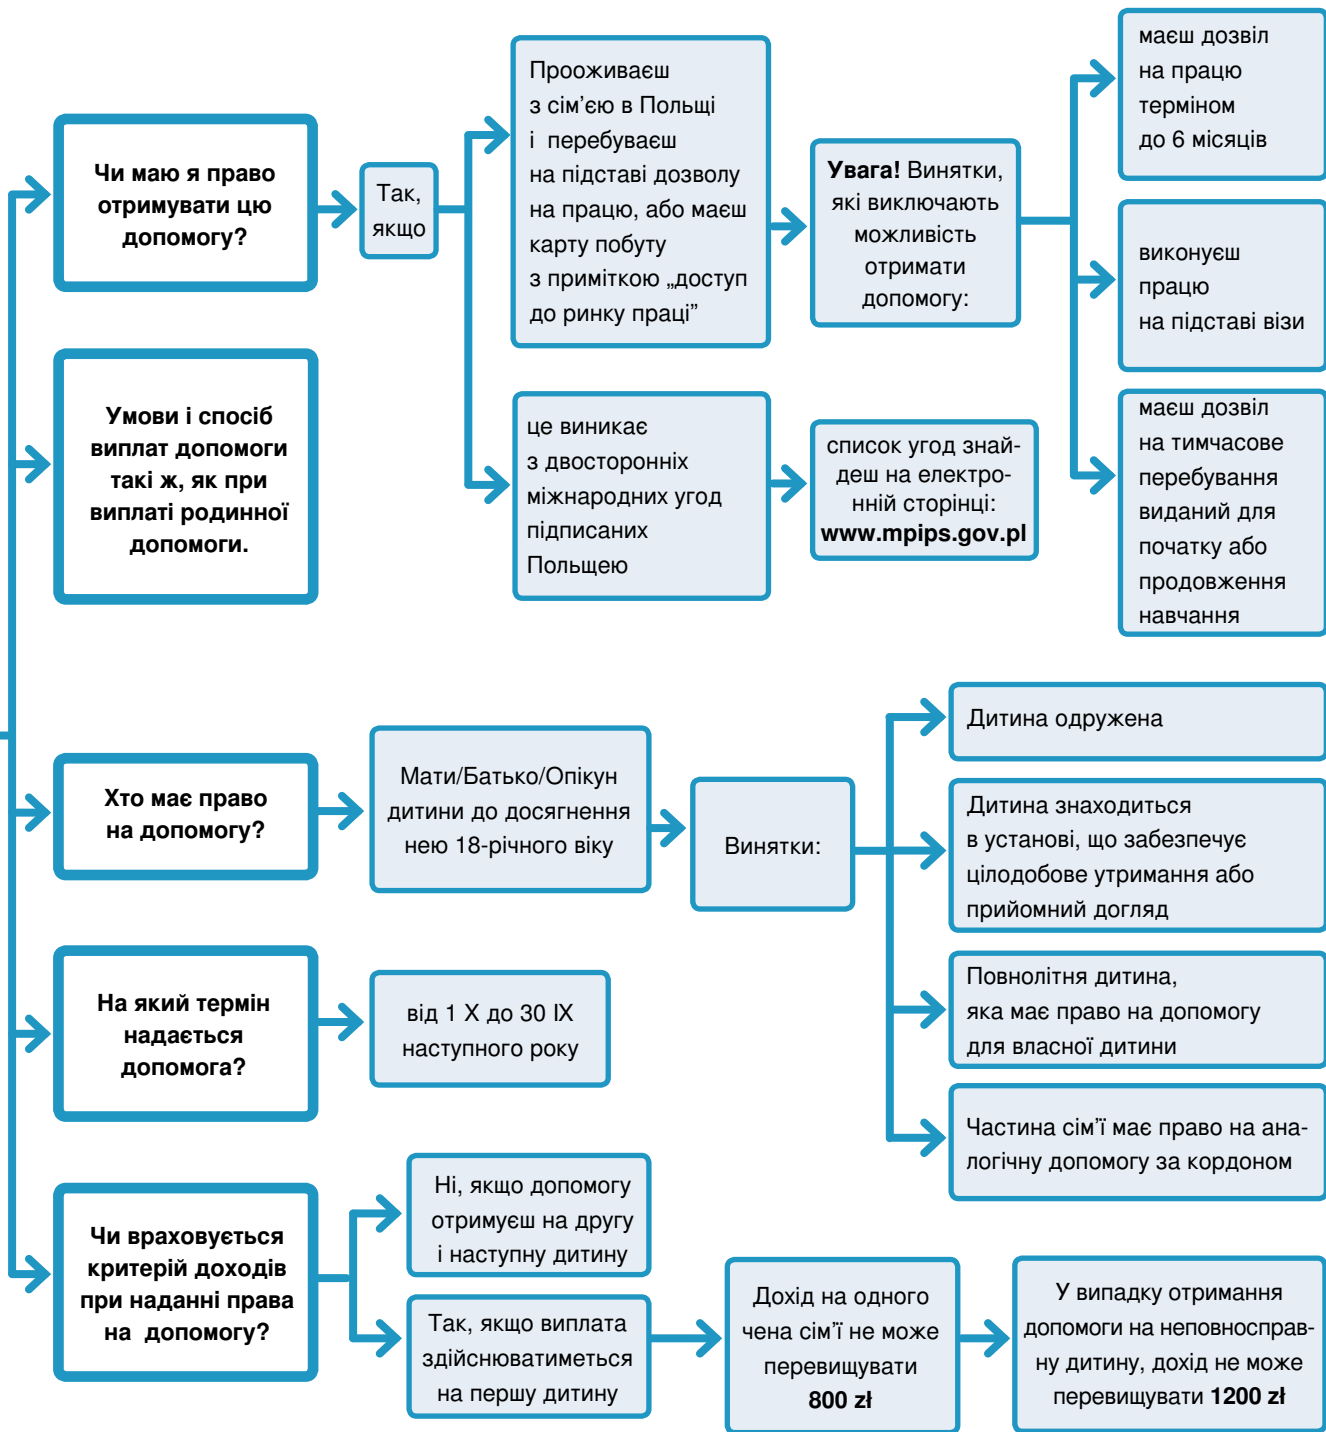 Чи маю я право
отримувати цю
допомогу?
Так,
якщо
Прооживаєш
з сім’єю в Польщі
і перебуваєш
на підставі дозволу
на працю, або маєш
карту побуту
з приміткою „доступ
до ринку праці”
Увага! Винятки,
які виключають
можливість
отримати
допомогу:
маєш дозвіл
на працю
терміном
до 6 місяців
виконуєш
працю
на підставі візи
маєш дозвіл
на тимчасове
перебування
виданий для
початку або
продовження
навчання
це виникає
з двосторонніх
міжнародних угод
підписаних
Польщею
список угод знай-
деш на електро-
нній сторінці:
www.mpips.gov.pl
Умови і спосіб
виплат допомоги
такі ж, як при
виплаті родинної
допомоги.
Хто має право
на допомогу?
Мати/Батько/Опікун
дитини до досягнення
нею 18-річного віку
Винятки:
Дитина одружена
Дитина знаходиться
в установі, що забезпечує
цілодобове утримання або
прийомний догляд
Повнолітня дитина,
яка має право на допомогу
для власної дитини
Частина сім’ї має право на ана-
логічну допомогу за кордоном
На який термін
надається
допомога?
від 1 X до 30 IX
наступного року
Чи враховується
критерій доходів
при наданні права
на допомогу?
Ні, якщо допомогу
отримуєш на другу
і наступну дитину
Так, якщо виплата
здійснюватиметься
на першу дитину
Дохід на одного
чена сім’ї не може
перевищувати
800 zł
У випадку отримання
допомоги на неповносправ-
ну дитину, дохід не може
перевищувати 1200 zł